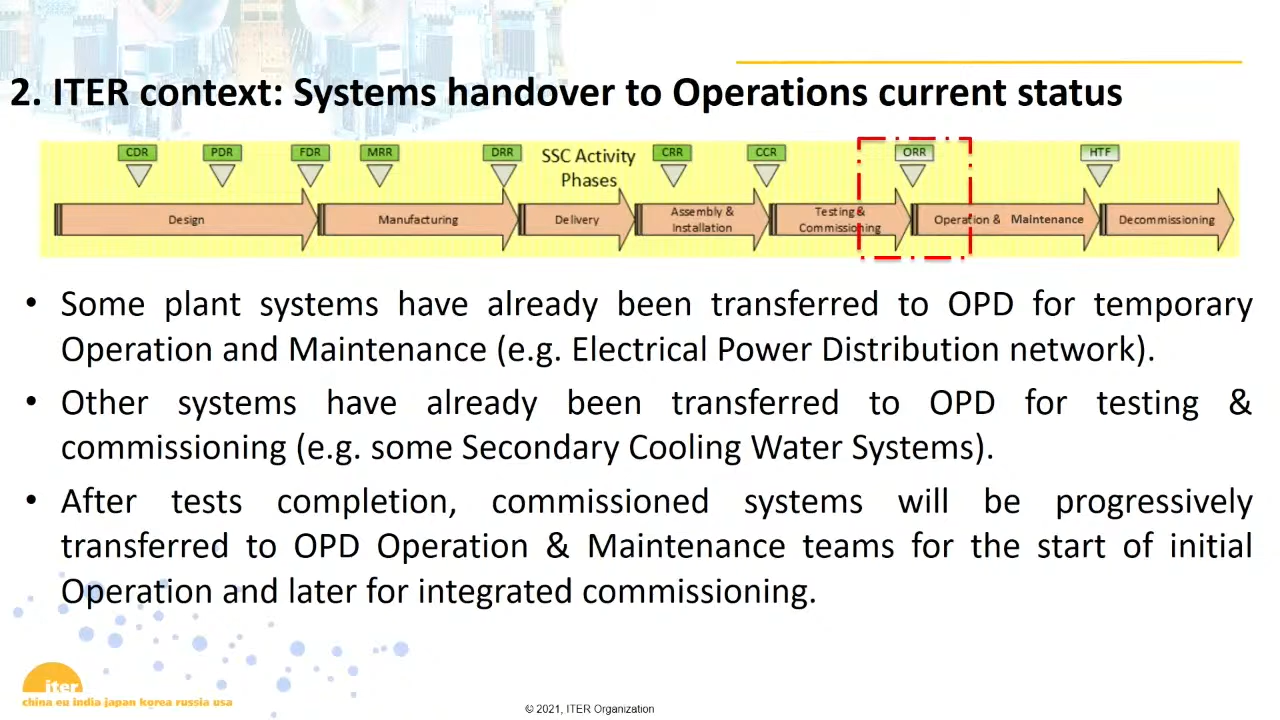 2. ITER context: Systems handover to Operations current status
CDR PDR FDR MRR DRR SSC Activity CRR CCR ORR HTF
Phases
Design Manufacturing Delivery Assembly & Testing & Operation & Maintenance Decommissioning
Installation Commissioning
• Some plant systems have already been transferred to OPD for temporary
Operation and Maintenance (e.g. Electrical Power Distribution network).
• Other systems have already been transferred to OPD for testing &
commissioning (e.g. some Secondary Cooling Water Systems).
• After tests completion, commissioned systems will be progressively
transferred to OPD Operation & Maintenance teams for the start of initial
Operation and later for integrated commissioning.
iter
china eu india japan korea russia usa
© 2021, ITER Organization